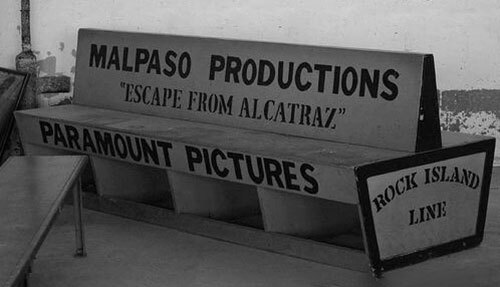 MALPASO PRODUCTIONS
"ESCAPE FROM ALCATRAZ"
PARAMOUNT PICTURES
ROCK ISLAND
LINE